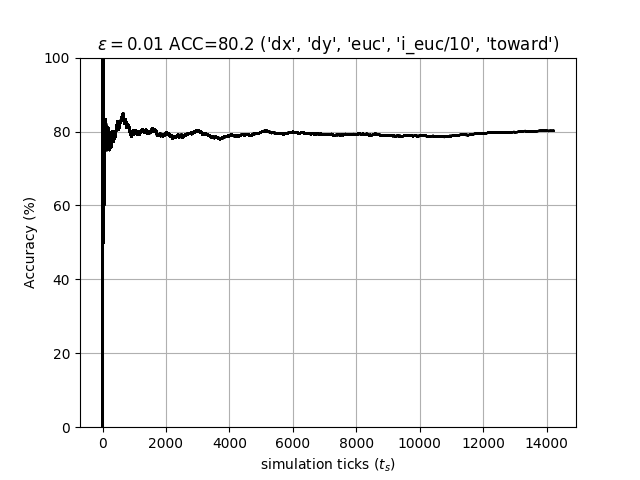 ε = 0.01 ACC=80.2 ('dx', 'dy', 'euc', 'i_euc/10', 'toward')
100
80
60
40
20
0
Accuracy (%)
0 2000 4000 6000 8000 10000 12000 14000
simulation ticks (tₛ)